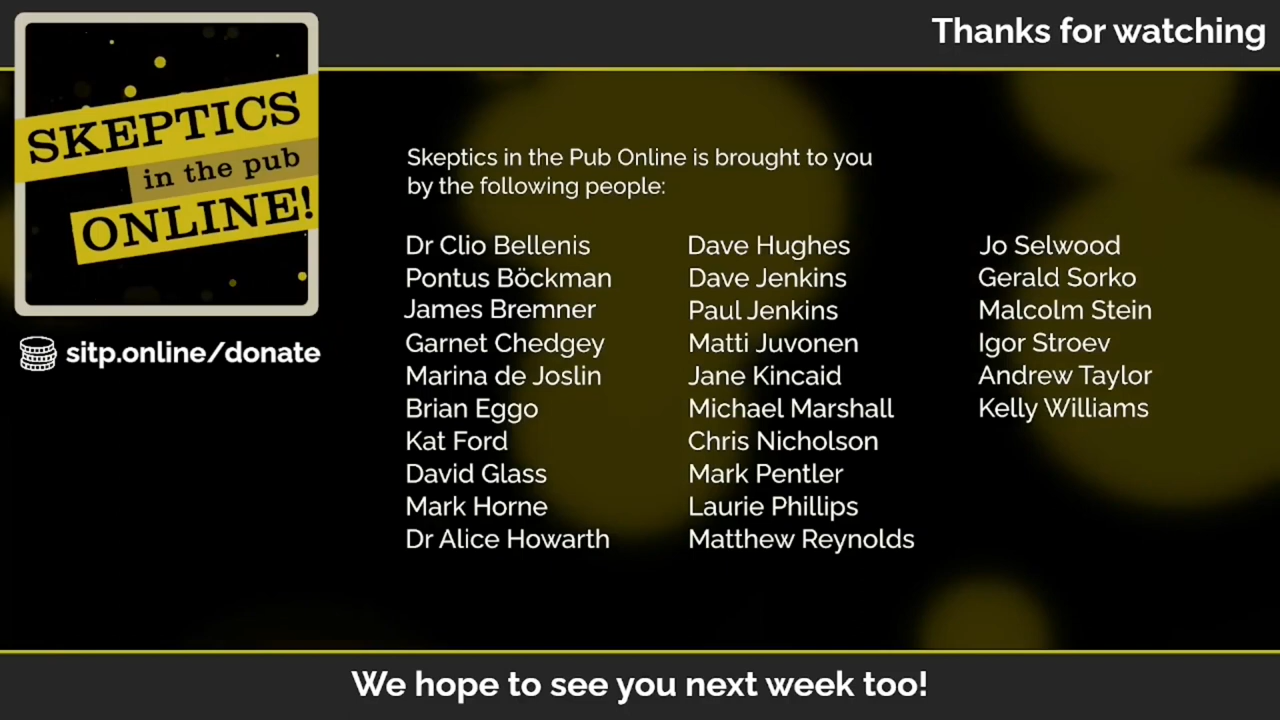 Thanks for watching
SKEPTICS
in the pub
ONLINE!
sitp.online/donate
Skeptics in the Pub Online is brought to you
by the following people:
Dr Clio Bellenis
Pontus Böckman
James Bremner
Garnet Chedgey
Marina de Joslin
Brian Eggo
Kat Ford
David Glass
Mark Horne
Dr Alice Howarth
Dave Hughes
Dave Jenkins
Paul Jenkins
Matti Juvonen
Jane Kincaid
Michael Marshall
Chris Nicholson
Mark Pentler
Laurie Phillips
Matthew Reynolds
Jo Selwood
Gerald Sorko
Malcolm Stein
Igor Stroev
Andrew Taylor
Kelly Williams
We hope to see you next week too!